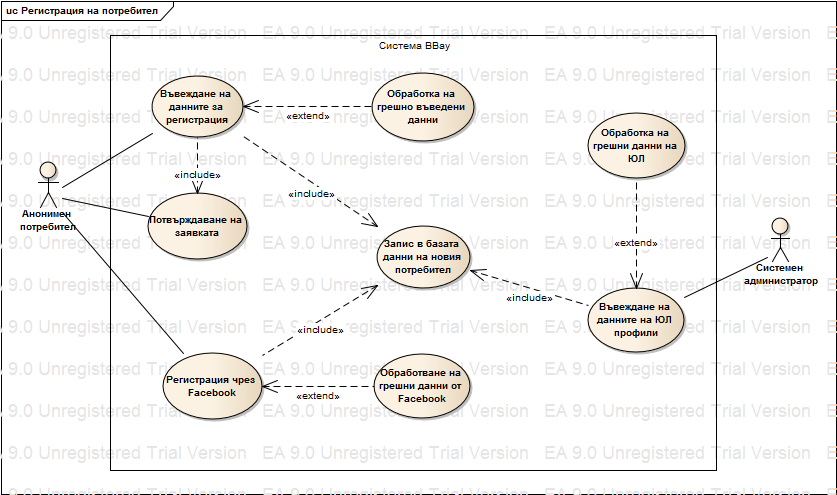 uc Регистрация на потребител
EA 9.0 Unregistered Trial Version
Система BBay
Въвеждане на
данните за
регистрация
«extend»
Обработка на
грешно въведени
данни
Обработка на
грешни данни на
ЮЛ
«include»
«include»
Анонимен
потребител
Потвърждаване на
заявката
Запис в базата
данни на новия
потребител
«extend»
Системен
администратор
«include»
Въвеждане на
данните на ЮЛ
профили
«include»
Регистрация чрез
Facebook
«extend»
Обработване на
грешни данни от
Facebook